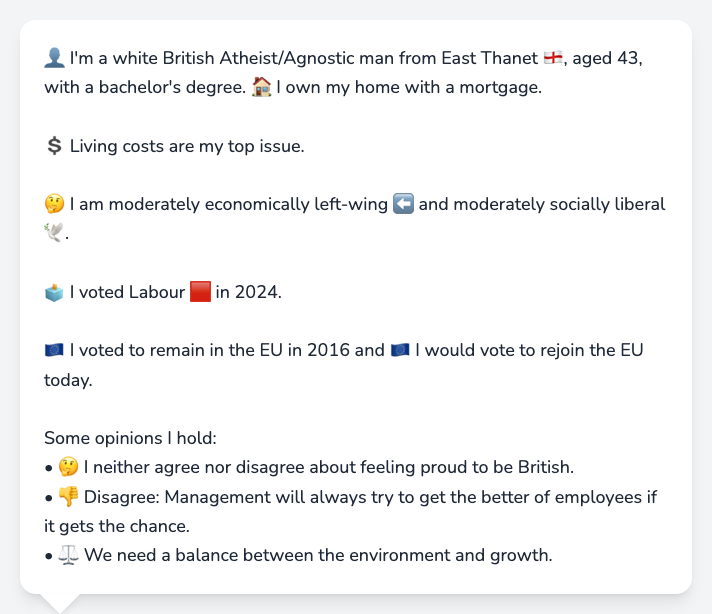 👤 I'm a white British Atheist/Agnostic man from East Thanet 🏴󠁧󠁢󠁥󠁮󠁧󠁿, aged 43,
with a bachelor's degree. 🏠 I own my home with a mortgage.
💲 Living costs are my top issue.
🤔 I am moderately economically left-wing ⬅️ and moderately socially liberal
🕊️.
🗳️ I voted Labour 🟥 in 2024.
🇪🇺 I voted to remain in the EU in 2016 and 🇪🇺 I would vote to rejoin the EU
today.
Some opinions I hold:
• 🤔 I neither agree nor disagree about feeling proud to be British.
• 👎 Disagree: Management will always try to get the better of employees if
it gets the chance.
• ⚖️ We need a balance between the environment and growth.